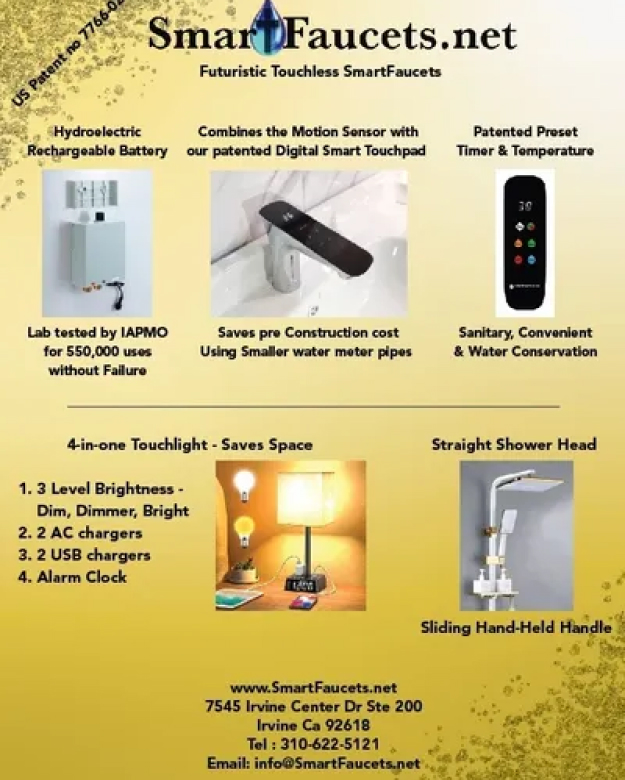 US Patent no 7766-02
SmartFaucets.net
Futuristic Touchless SmartFaucets
Hydroelectric
Rechargeable Battery
Combines the Motion Sensor with
our patented Digital Smart Touchpad
Patented Preset
Timer & Temperature
Lab tested by IAPMO
for 550,000 uses
without Failure
Saves pre Construction cost
Using Smaller water meter pipes
Sanitary, Convenient
& Water Conservation
4-in-one Touchlight - Saves Space
1. 3 Level Brightness -
Dim, Dimmer, Bright
2. 2 AC chargers
3. 2 USB chargers
4. Alarm Clock
Straight Shower Head
Sliding Hand-Held Handle
www.SmartFaucets.net
7545 Irvine Center Dr Ste 200
Irvine Ca 92618
Tel : 310-622-5121
Email: info@SmartFaucets.net